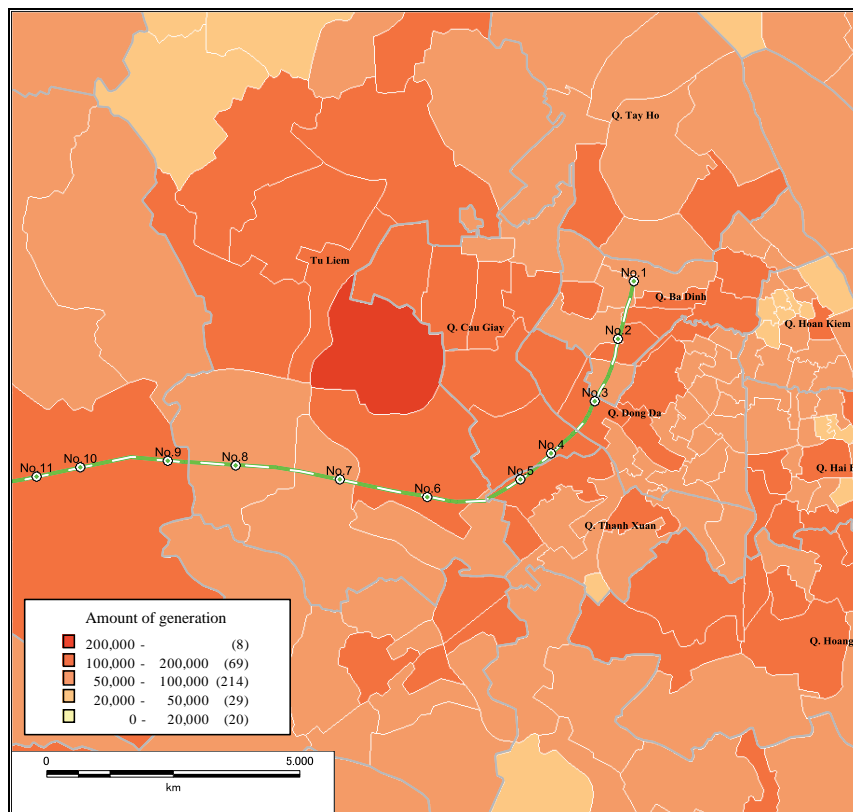 Q. Tay Ho
Tu Liem
No.1
Q. Ba Dinh
Q. Cau Giay
No.2
Q. Hoan Kiem
No.3
Q. Dong Da
No.4
No.5
No.6
No.7
No.8
No.9
No.10
No.11
Q. Hai
Q. Thanh Xuan
Q. Hoang
Amount of generation
200,000 - (8)
100,000 - 200,000 (69)
50,000 - 100,000 (214)
20,000 - 50,000 (29)
0 - 20,000 (20)
0 5.000
km